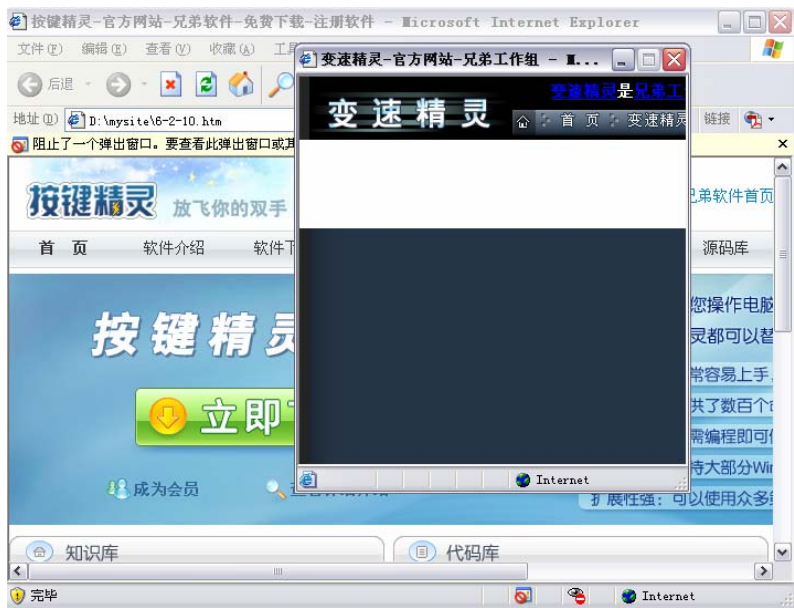 按键精灵-官方网站-兄弟软件-免费下载-注册软件 - Microsoft Internet Explorer
文件(F) 编辑(E) 查看(V) 收藏(A) 工具
变速精灵-官方网站-兄弟工作组 - M...
后退
变速精灵是兄弟工
变速精灵
首 页 变速精灵
地址(D) D:\mysite\6-2-10.htm
链接
阻止了一个弹出窗口。要查看此弹出窗口或其
按键精灵 放飞你的双手
兄弟软件首页
首 页 软件介绍 软件下
源码库
按键精灵
您操作电脑
灵都可以替
立即下
常容易上手,
共了数百个
需编程即可
持大部分Win
成为会员
扩展性强: 可以使用众多
Internet
知识库 代码库
完毕
Internet